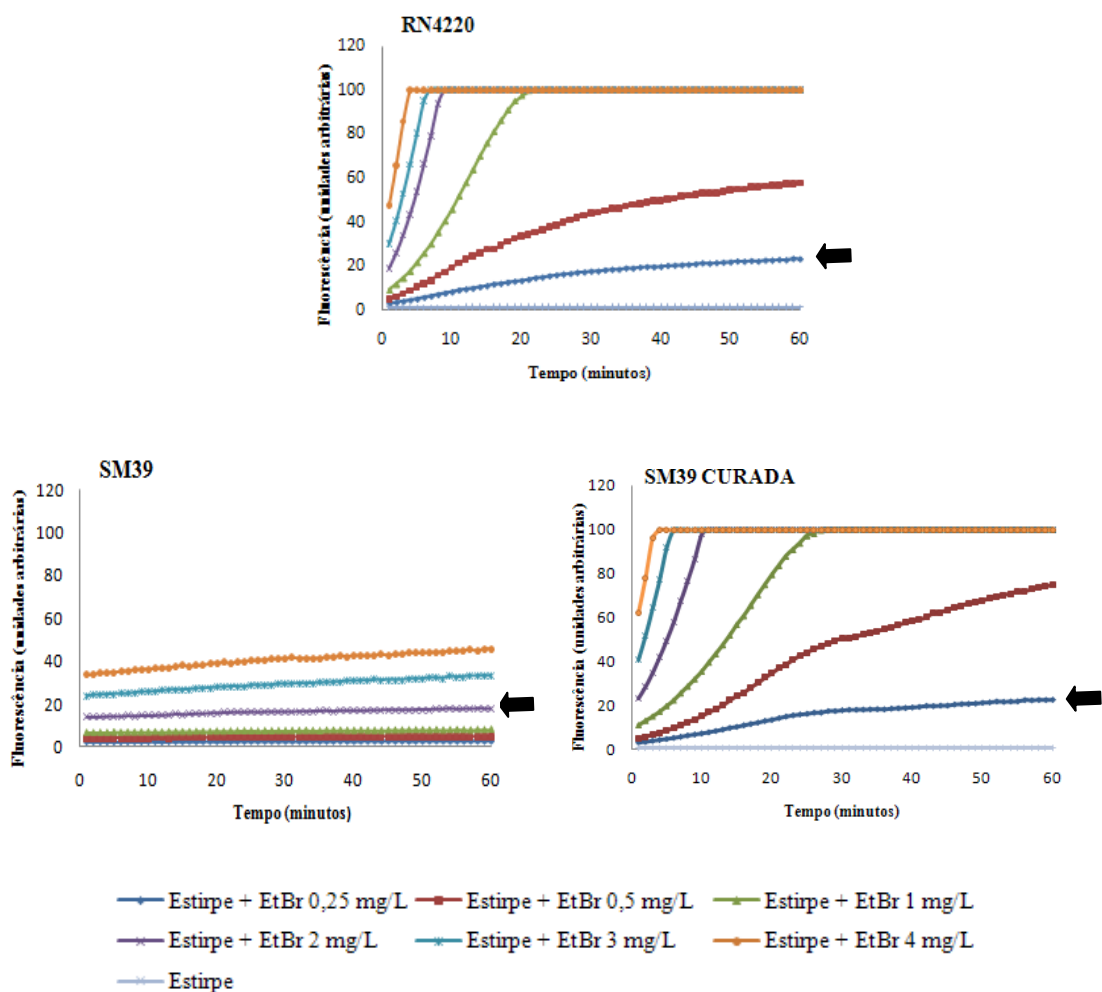 RN4220
Fluorescência (unidades arbitrárias)
120
100
80
60
40
20
0
0 10 20 30 40 50 60
Tempo (minutos)
SM39
Fluorescência (unidades arbitrárias)
120
100
80
60
40
20
0
0 10 20 30 40 50 60
Tempo (minutos)
SM39 CURADA
Fluorescência (unidades arbitrárias)
120
100
80
60
40
20
0
0 10 20 30 40 50 60
Tempo (minutos)
Estirpe + EtBr 0,25 mg/L Estirpe + EtBr 0,5 mg/L Estirpe + EtBr 1 mg/L
Estirpe + EtBr 2 mg/L Estirpe + EtBr 3 mg/L Estirpe + EtBr 4 mg/L
Estirpe